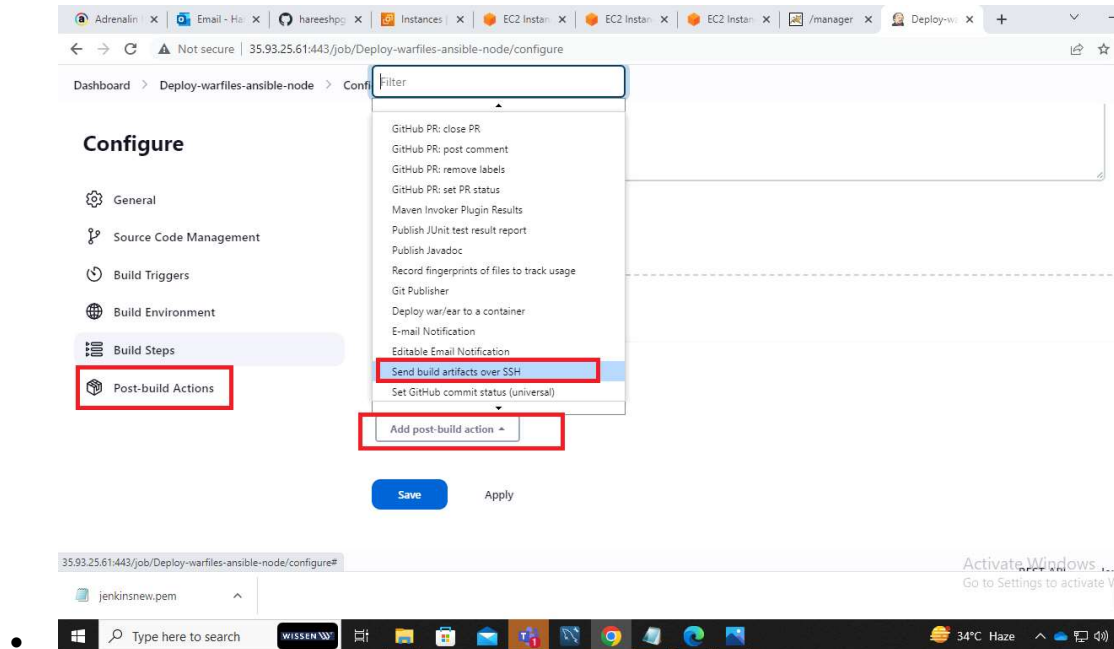 Adrenalin
Email - Ha
hareeshpg
Instances |
EC2 Instan
EC2 Instan
EC2 Instan
/manager
Deploy-w
Not secure | 35.93.25.61:443/job/Deploy-warfiles-ansible-node/configure
Dashboard > Deploy-warfiles-ansible-node > Confi
Filter
Configure
General
Source Code Management
Build Triggers
Build Environment
Build Steps
Post-build Actions
GitHub PR: close PR
GitHub PR: post comment
GitHub PR: remove labels
GitHub PR: set PR status
Maven Invoker Plugin Results
Publish JUnit test result report
Publish Javadoc
Record fingerprints of files to track usage
Git Publisher
Deploy war/ear to a container
E-mail Notification
Editable Email Notification
Send build artifacts over SSH
Set GitHub commit status (universal)
Add post-build action
Save Apply
35.93.25.61:443/job/Deploy-warfiles-ansible-node/configure#
Activate Windows
REST API
Go to Settings to activate W
jenkinsnew.pem
Type here to search
WISSEN
34°C Haze